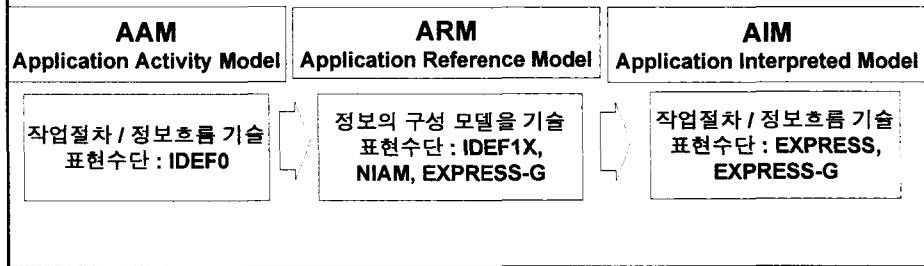 AAM
Application Activity Model
ARM
Application Reference Model
AIM
Application Interpreted Model
작업절차 / 정보흐름 기술
표현수단 : IDEF0
정보의 구성 모델을 기술
표현수단 : IDEF1X,
NIAM, EXPRESS-G
작업절차 / 정보흐름 기술
표현수단 : EXPRESS,
EXPRESS-G